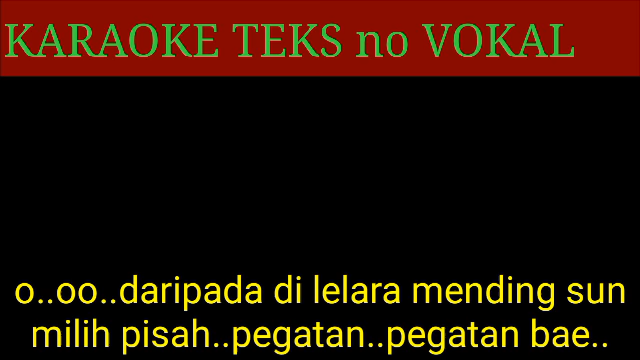 KARAOKE TEKS no VOKAL
o..oo..daripada di lelara mending sun
milih pisah..pegatan..pegatan bae..